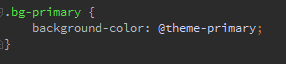 .bg-primary {
    background-color: @theme-primary;
}